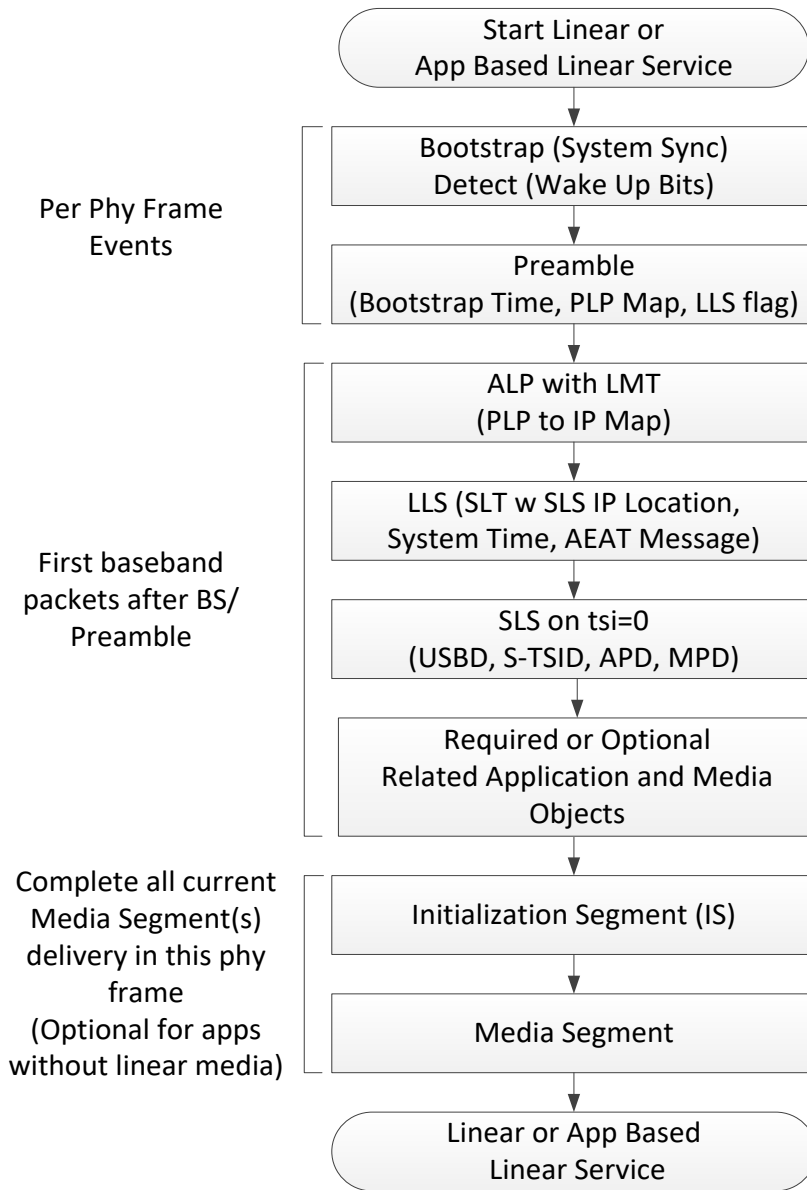 Start Linear or
App Based Linear Service
Per Phy Frame
Events
Bootstrap (System Sync)
Detect (Wake Up Bits)
Preamble
(Bootstrap Time, PLP Map, LLS flag)
First baseband
packets after BS/
Preamble
ALP with LMT
(PLP to IP Map)
LLS (SLT w SLS IP Location,
System Time, AEAT Message)
SLS on tsi=0
(USBD, S-TSID, APD, MPD)
Required or Optional
Related Application and Media
Objects
Complete all current
Media Segment(s)
delivery in this phy
frame
(Optional for apps
without linear media)
Initialization Segment (IS)
Media Segment
Linear or App Based
Linear Service